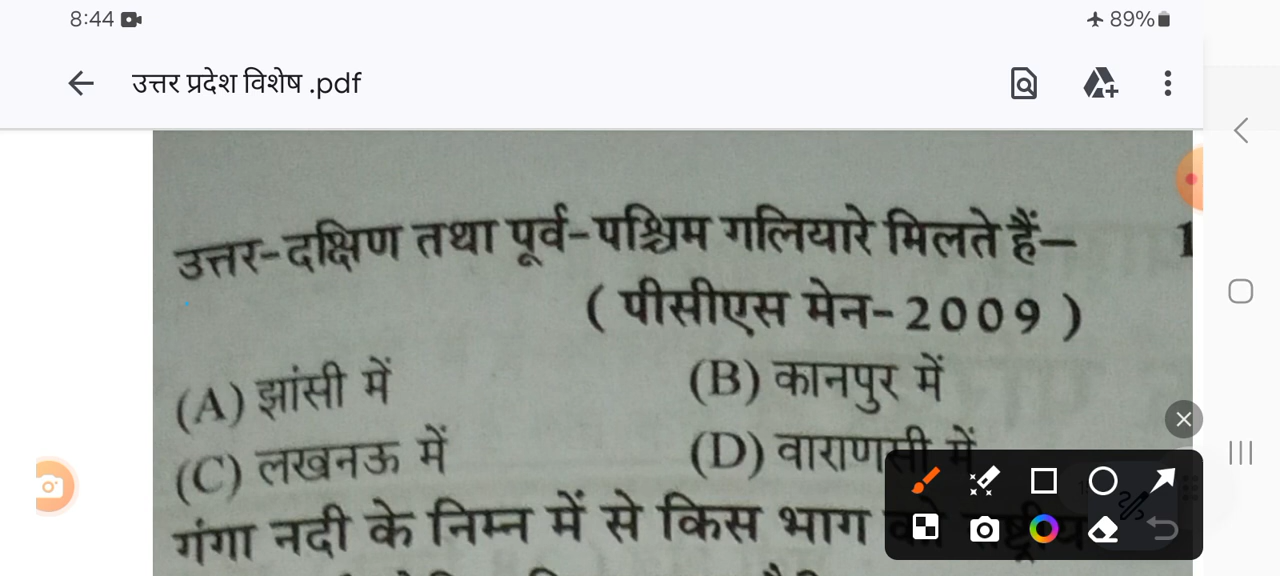 8:44 89%
उत्तर प्रदेश विशेष .pdf
उत्तर-दक्षिण तथा पूर्व-पश्चिम गलियारे मिलते हैं– 1
( पीसीएस मेन-2009 )
(A) झांसी में (B) कानपुर में
(C) लखनऊ में (D) वाराणसी में
गंगा नदी के निम्न में से किस भाग को राष्ट्रीय